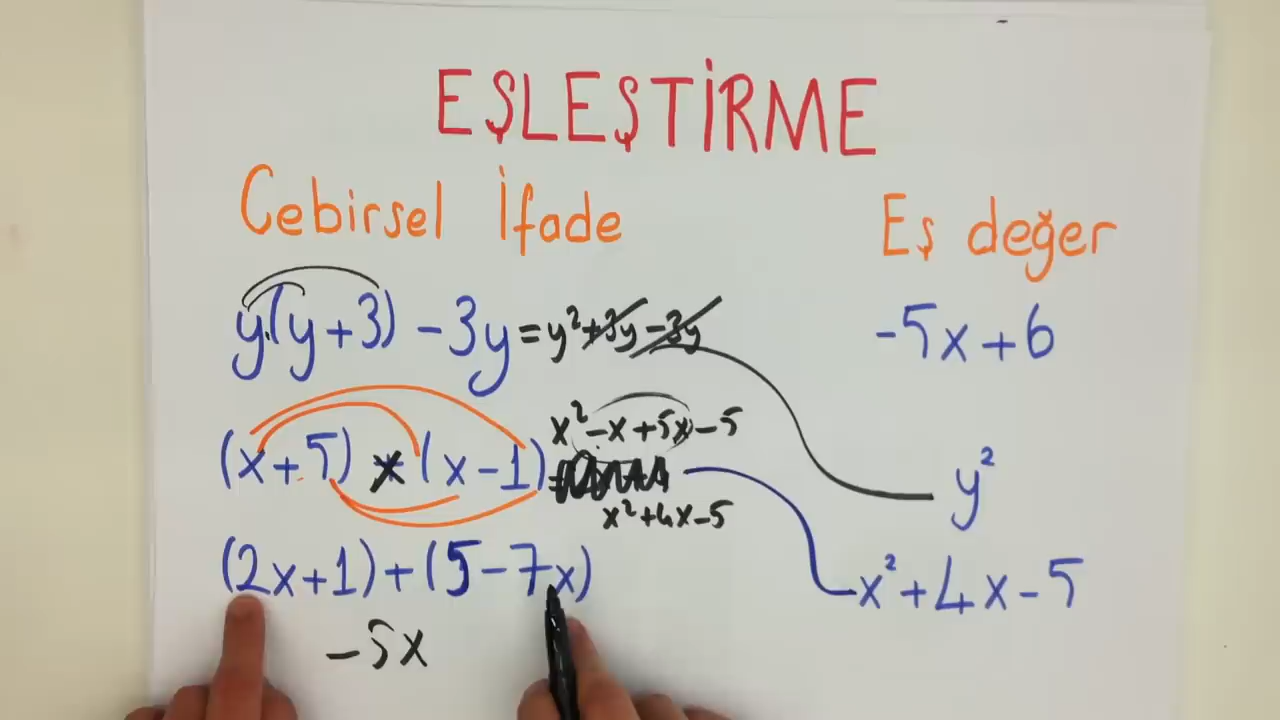 EŞLEŞTİRME
Cebirsel İfade
Eş değer
y.(y+3) -3y = y² +3y -3y
-5x+6
(x+5) x (x-1) =
x² -x +5x -5
x²+4x-5
y²
(2x+1)+(5-7x)
x²+4x-5
-5x